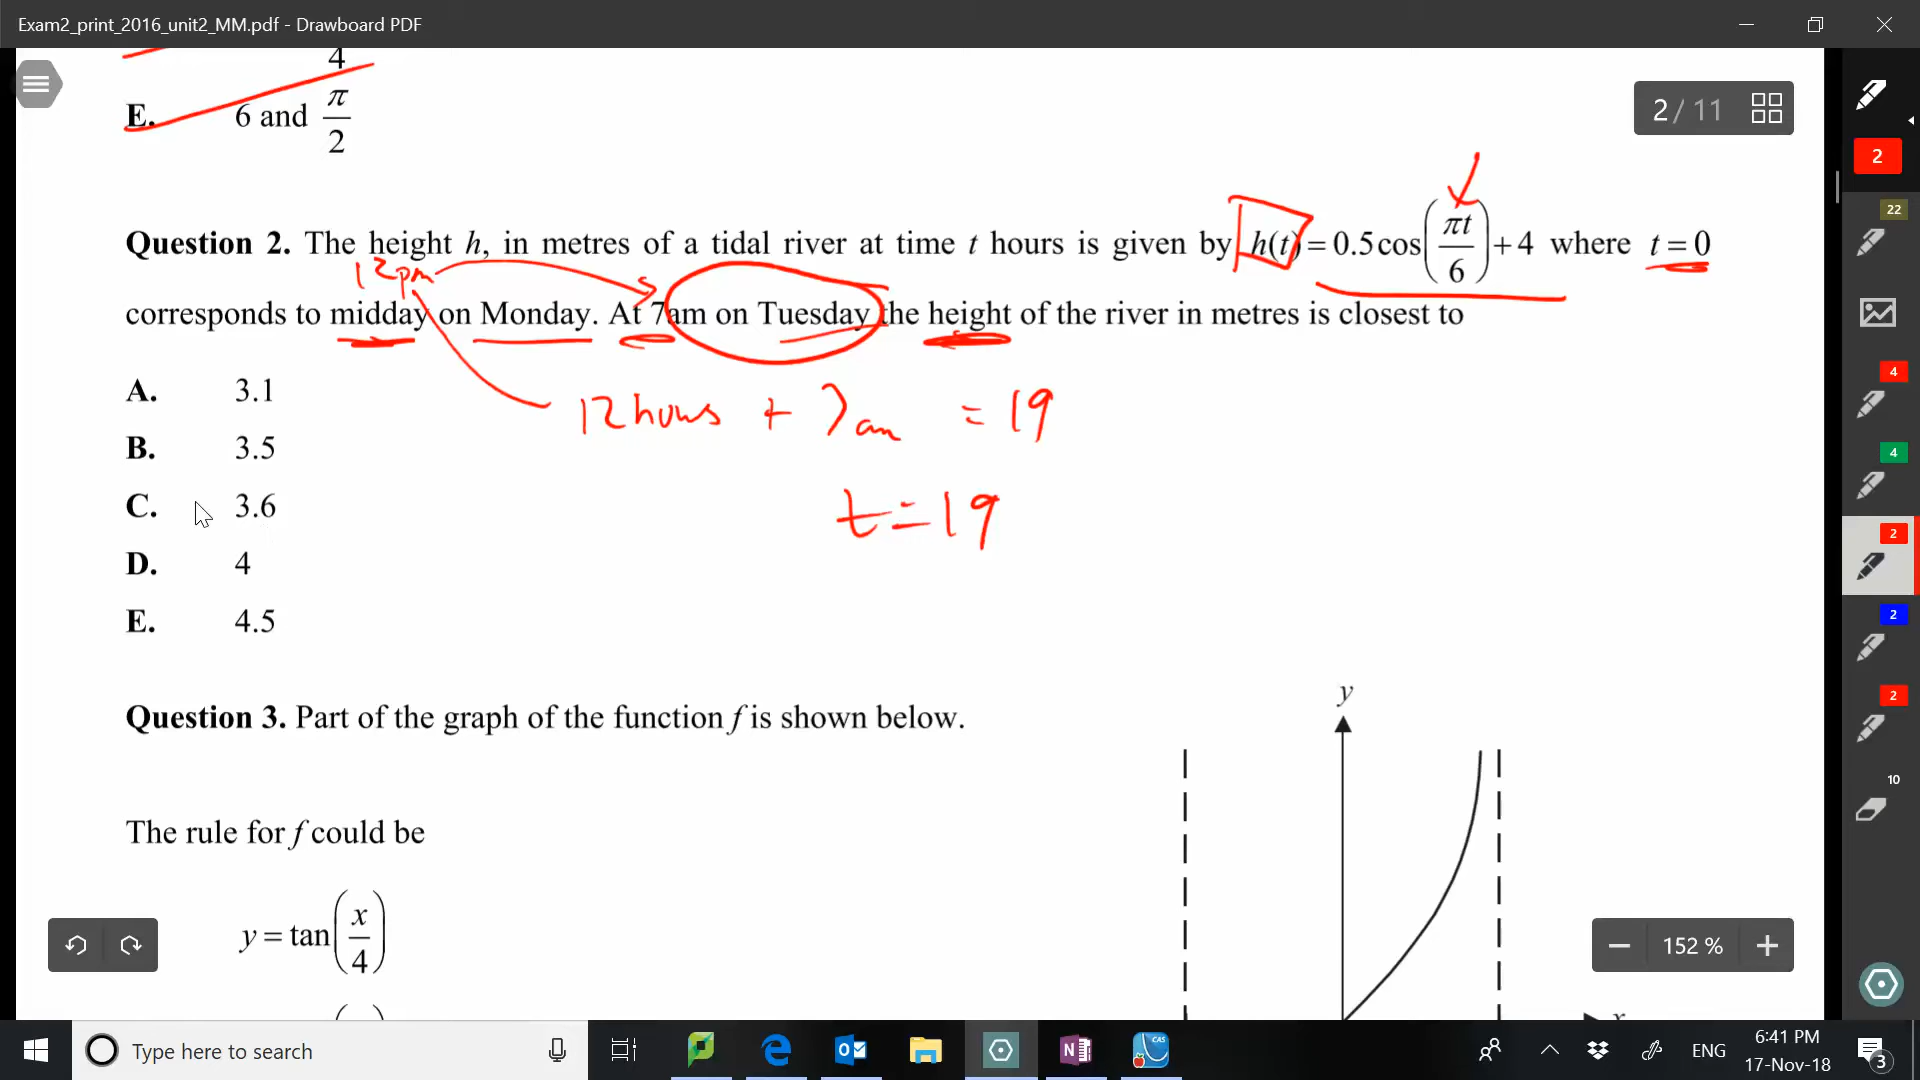 Exam2_print_2016_unit2_MM.pdf - Drawboard PDF
4
E. 6 and π/2
2 / 11
2
22
Question 2. The height h, in metres of a tidal river at time t hours is given by h(t) = 0.5 cos(πt/6) + 4 where t = 0
12pm
corresponds to midday on Monday. At 7am on Tuesday the height of the river in metres is closest to
A. 3.1
4
12 hours + 7am = 19
B. 3.5
4
C. 3.6
t = 19
2
D. 4
E. 4.5
2
y
2
Question 3. Part of the graph of the function f is shown below.
10
The rule for f could be
y = tan(x/4)
152 %
x
Type here to search
CAS
ENG
6:41 PM
17-Nov-18
3